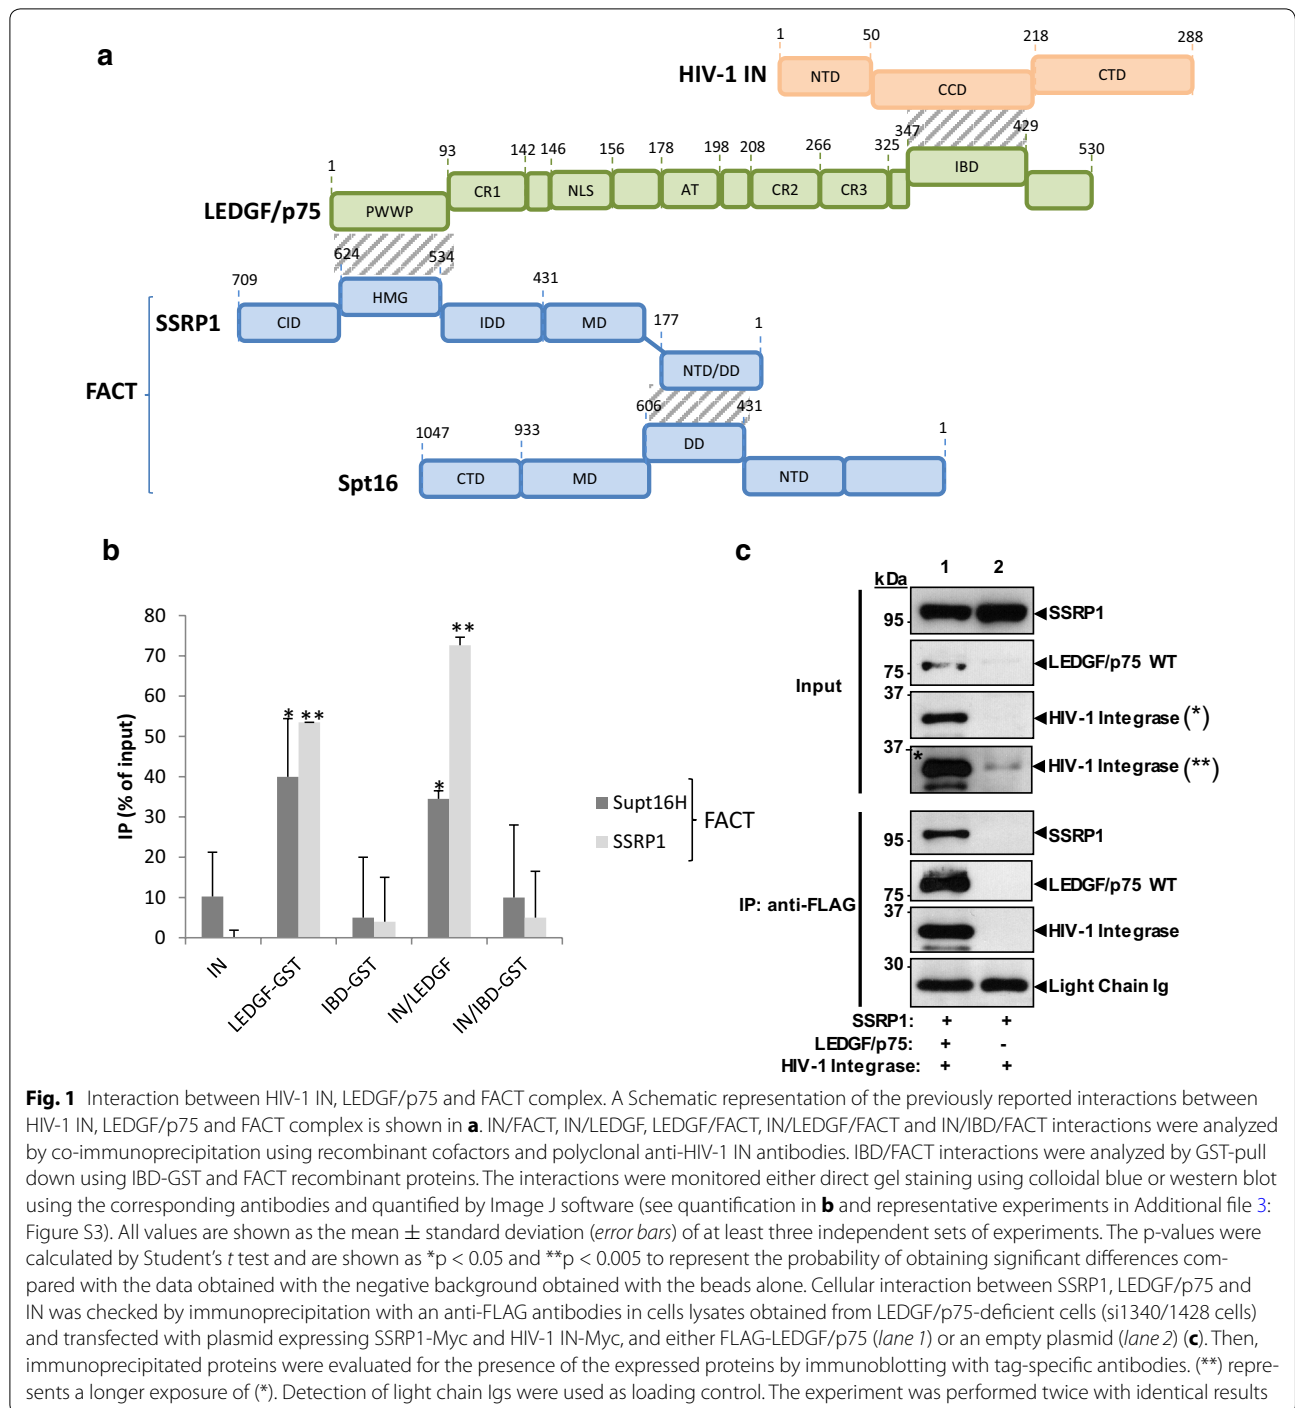 a
1 50 218 288
HIV-1 IN NTD CCD CTD
1 93 142 146 156 178 198 208 266 325 347 429 530
LEDGF/p75 PWWP CR1 NLS AT CR2 CR3 IBD
709 624 534 431 177 1
SSRP1 CID HMG IDD MD NTD/DD
FACT
1047 933 606 431 1
Spt16 CTD MD DD NTD
b
IP (% of input)
80
70
60
50
40
30
20
10
0
* ** * **
IN LEDGF-GST IBD-GST IN/LEDGF IN/IBD-GST
Supt16H
SSRP1
FACT
c
kDa 1 2
Input
95 SSRP1
75 LEDGF/p75 WT
37 HIV-1 Integrase (*)
37 * HIV-1 Integrase (**)
IP: anti-FLAG
95 SSRP1
75 LEDGF/p75 WT
37 HIV-1 Integrase
30 Light Chain Ig
SSRP1: + +
LEDGF/p75: + -
HIV-1 Integrase: + +
Fig. 1 Interaction between HIV-1 IN, LEDGF/p75 and FACT complex. A Schematic representation of the previously reported interactions between
HIV-1 IN, LEDGF/p75 and FACT complex is shown in a. IN/FACT, IN/LEDGF, LEDGF/FACT, IN/LEDGF/FACT and IN/IBD/FACT interactions were analyzed
by co-immunoprecipitation using recombinant cofactors and polyclonal anti-HIV-1 IN antibodies. IBD/FACT interactions were analyzed by GST-pull
down using IBD-GST and FACT recombinant proteins. The interactions were monitored either direct gel staining using colloidal blue or western blot
using the corresponding antibodies and quantified by Image J software (see quantification in b and representative experiments in Additional file 3:
Figure S3). All values are shown as the mean ± standard deviation (error bars) of at least three independent sets of experiments. The p-values were
calculated by Student's t test and are shown as *p < 0.05 and **p < 0.005 to represent the probability of obtaining significant differences com-
pared with the data obtained with the negative background obtained with the beads alone. Cellular interaction between SSRP1, LEDGF/p75 and
IN was checked by immunoprecipitation with an anti-FLAG antibodies in cells lysates obtained from LEDGF/p75-deficient cells (si1340/1428 cells)
and transfected with plasmid expressing SSRP1-Myc and HIV-1 IN-Myc, and either FLAG-LEDGF/p75 (lane 1) or an empty plasmid (lane 2) (c). Then,
immunoprecipitated proteins were evaluated for the presence of the expressed proteins by immunoblotting with tag-specific antibodies. (**) repre-
sents a longer exposure of (*). Detection of light chain Igs were used as loading control. The experiment was performed twice with identical results